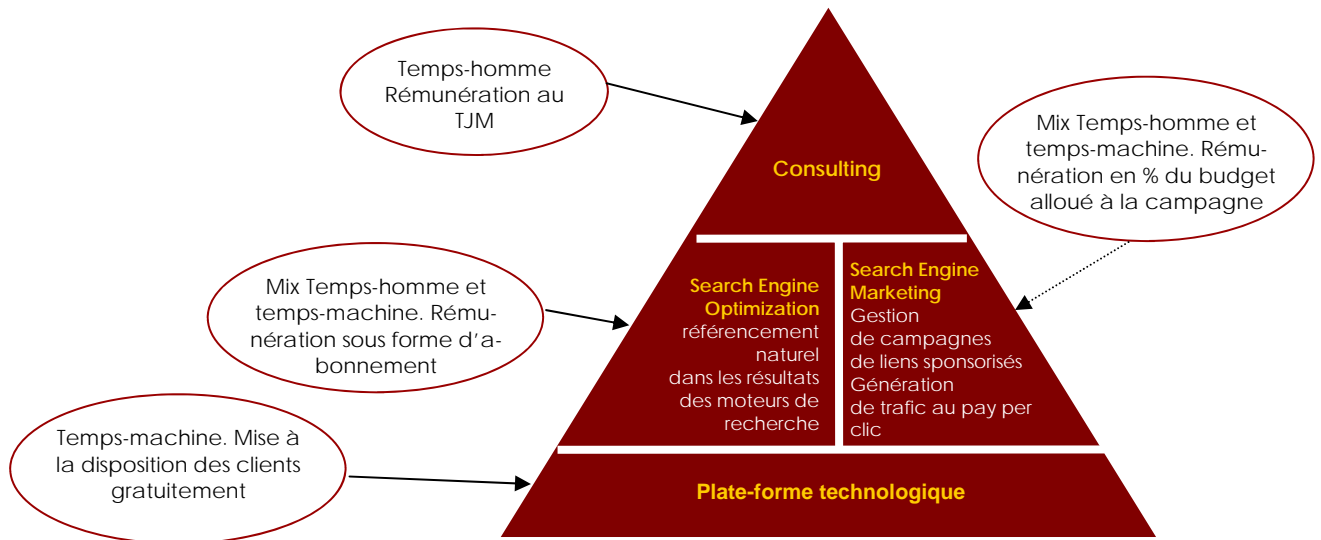 Temps-homme
Rémunération au
TJM
Mix Temps-homme et
temps-machine. Rému-
nération en % du budget
alloué à la campagne
Consulting
Mix Temps-homme et
temps-machine. Rému-
nération sous forme d'a-
bonnement
Search Engine
Optimization
référencement
naturel
dans les résultats
des moteurs de
recherche
Search Engine
Marketing
Gestion
de campagnes
de liens sponsorisés
Génération
de trafic au pay per
clic
Temps-machine. Mise à
la disposition des clients
gratuitement
Plate-forme technologique